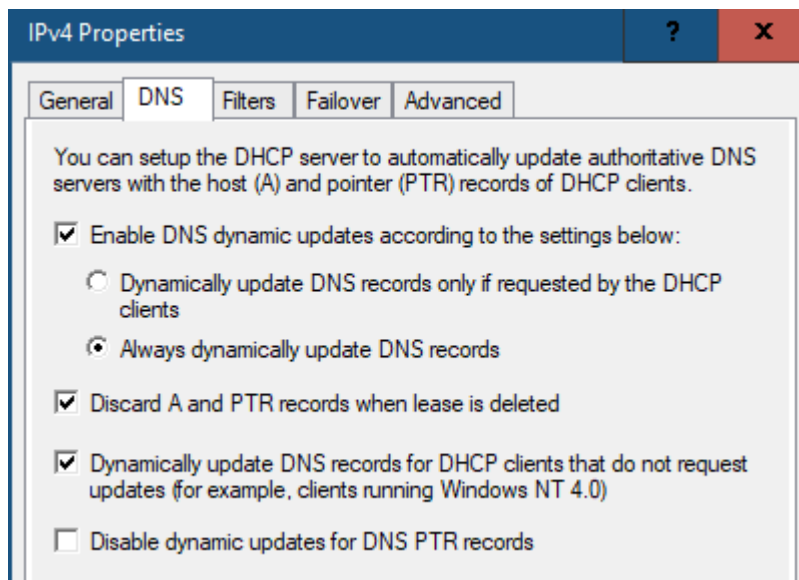 IPv4 Properties
?
x
General
DNS
Filters
Failover
Advanced
You can setup the DHCP server to automatically update authoritative DNS
servers with the host (A) and pointer (PTR) records of DHCP clients.
Enable DNS dynamic updates according to the settings below:
Dynamically update DNS records only if requested by the DHCP
clients
Always dynamically update DNS records
Discard A and PTR records when lease is deleted
Dynamically update DNS records for DHCP clients that do not request
updates (for example, clients running Windows NT 4.0)
Disable dynamic updates for DNS PTR records